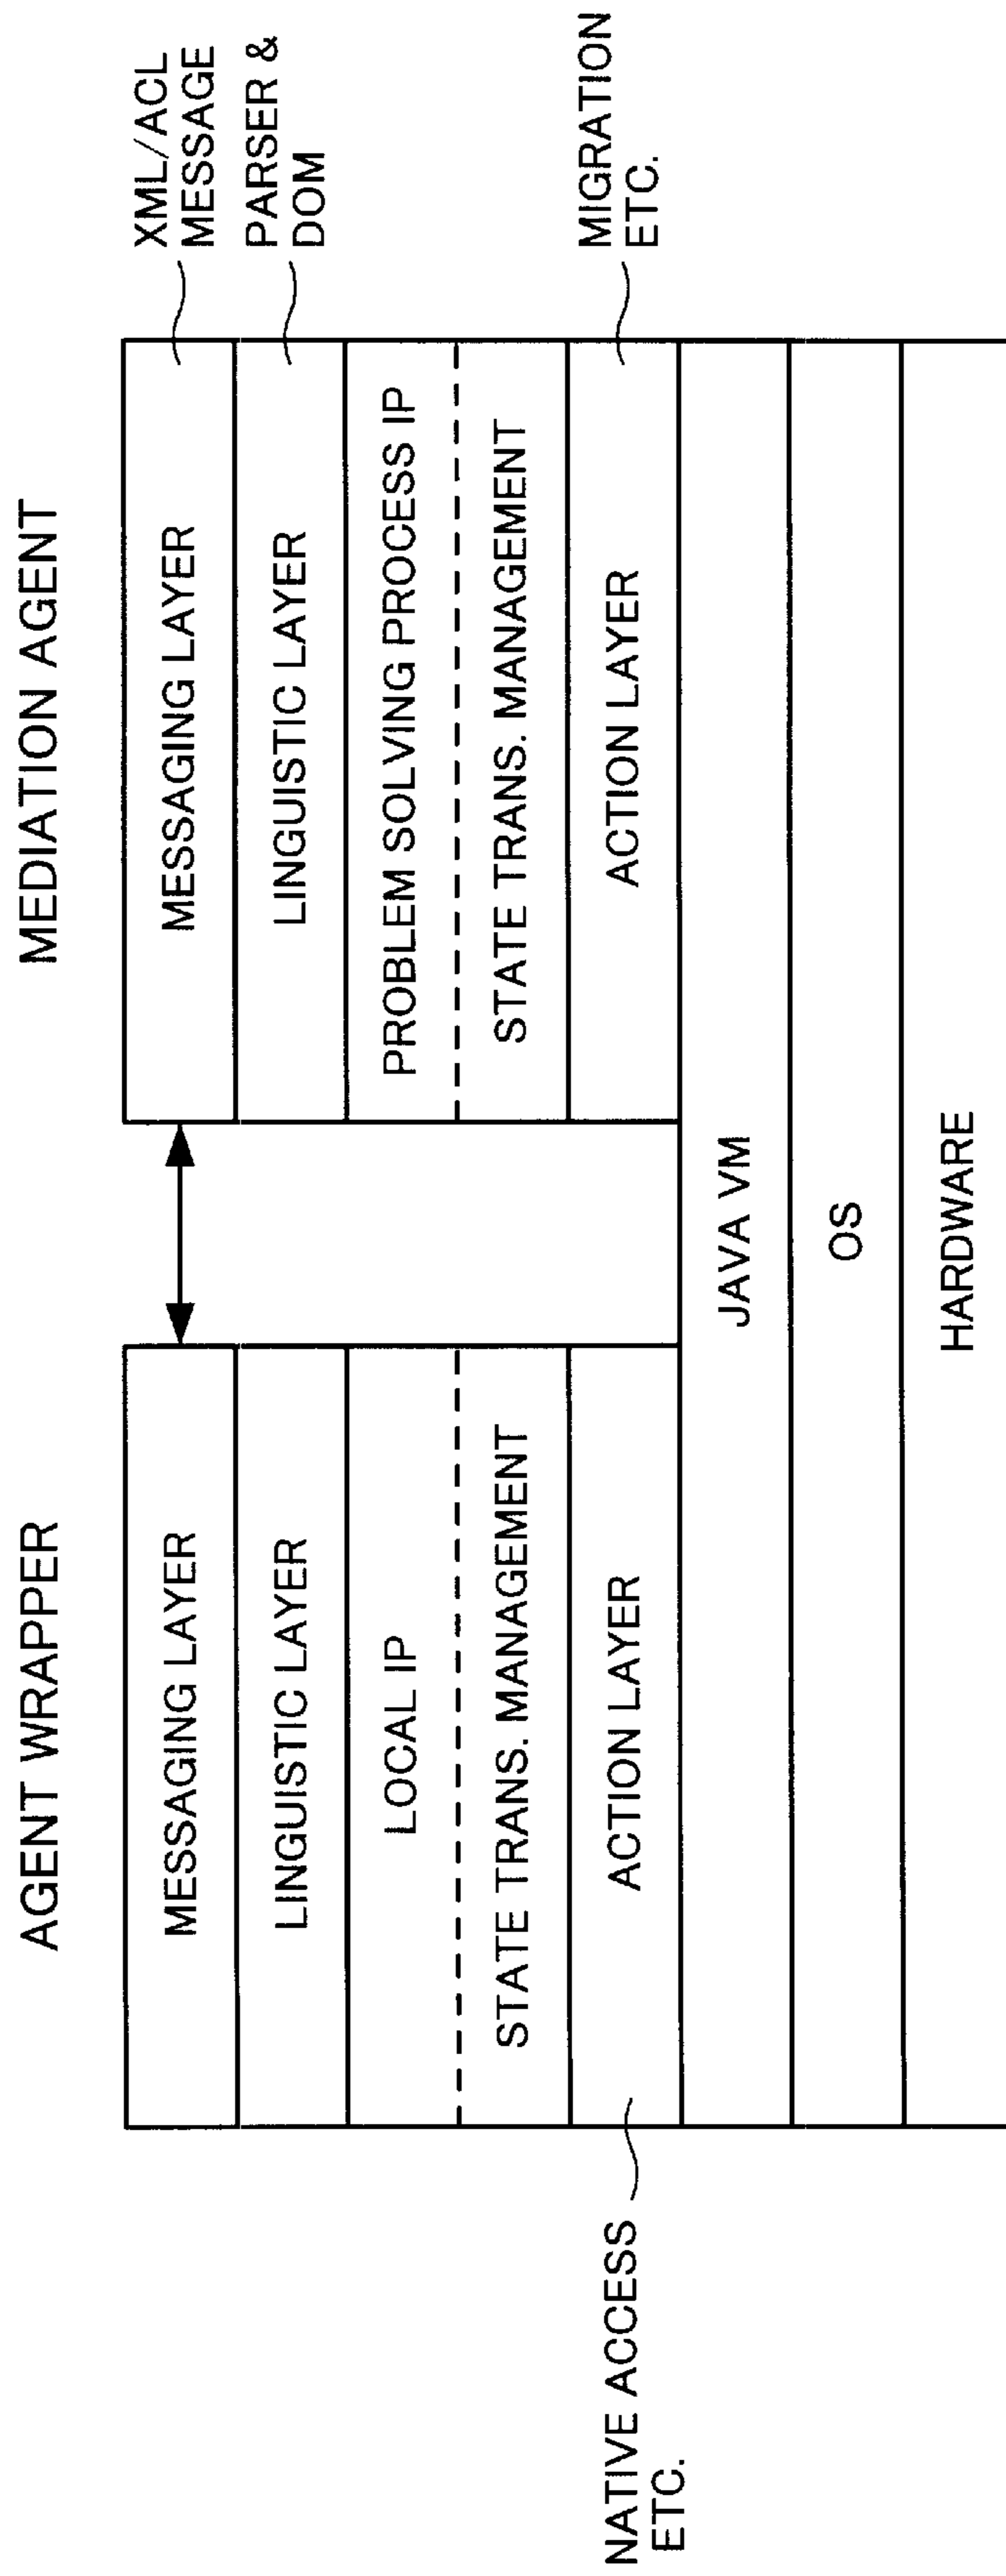 AGENT WRAPPER
MEDIATION AGENT
MESSAGING LAYER
MESSAGING LAYER
XML/ACL
MESSAGE
LINGUISTIC LAYER
LINGUISTIC LAYER
PARSER &
DOM
LOCAL IP
PROBLEM SOLVING PROCESS IP
STATE TRANS. MANAGEMENT
STATE TRANS. MANAGEMENT
NATIVE ACCESS
ETC.
ACTION LAYER
ACTION LAYER
MIGRATION
ETC.
JAVA VM
OS
HARDWARE